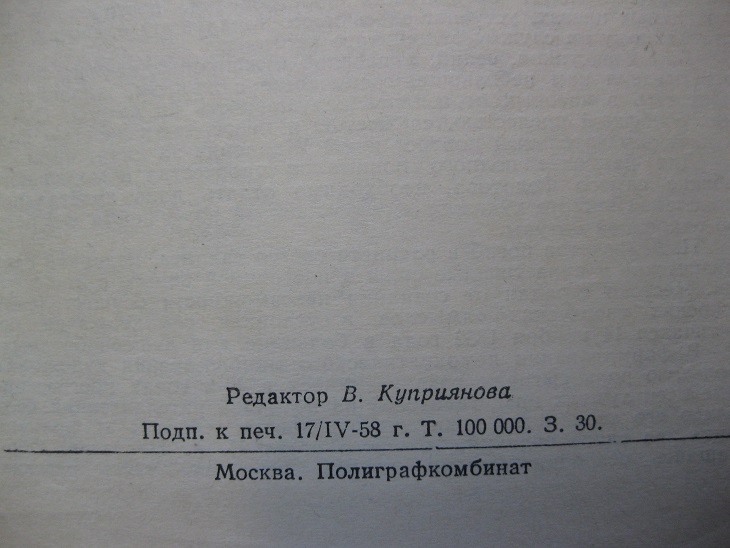 Редактор В. Куприянова
Подп. к печ. 17/IV-58 г. Т. 100 000. З. 30.
Москва. Полиграфкомбинат